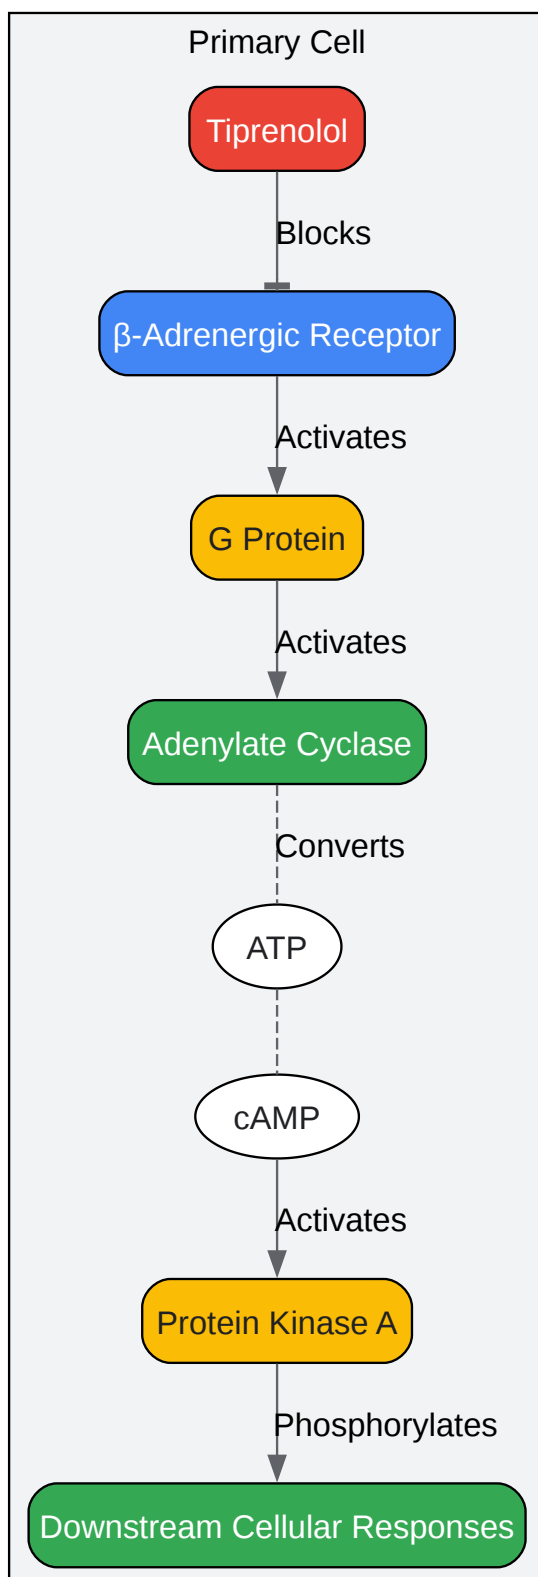 Primary Cell
Tiprenolol
Blocks
β-Adrenergic Receptor
Activates
G Protein
Activates
Adenylate Cyclase
Converts
ATP
cAMP
Activates
Protein Kinase A
Phosphorylates
Downstream Cellular Responses